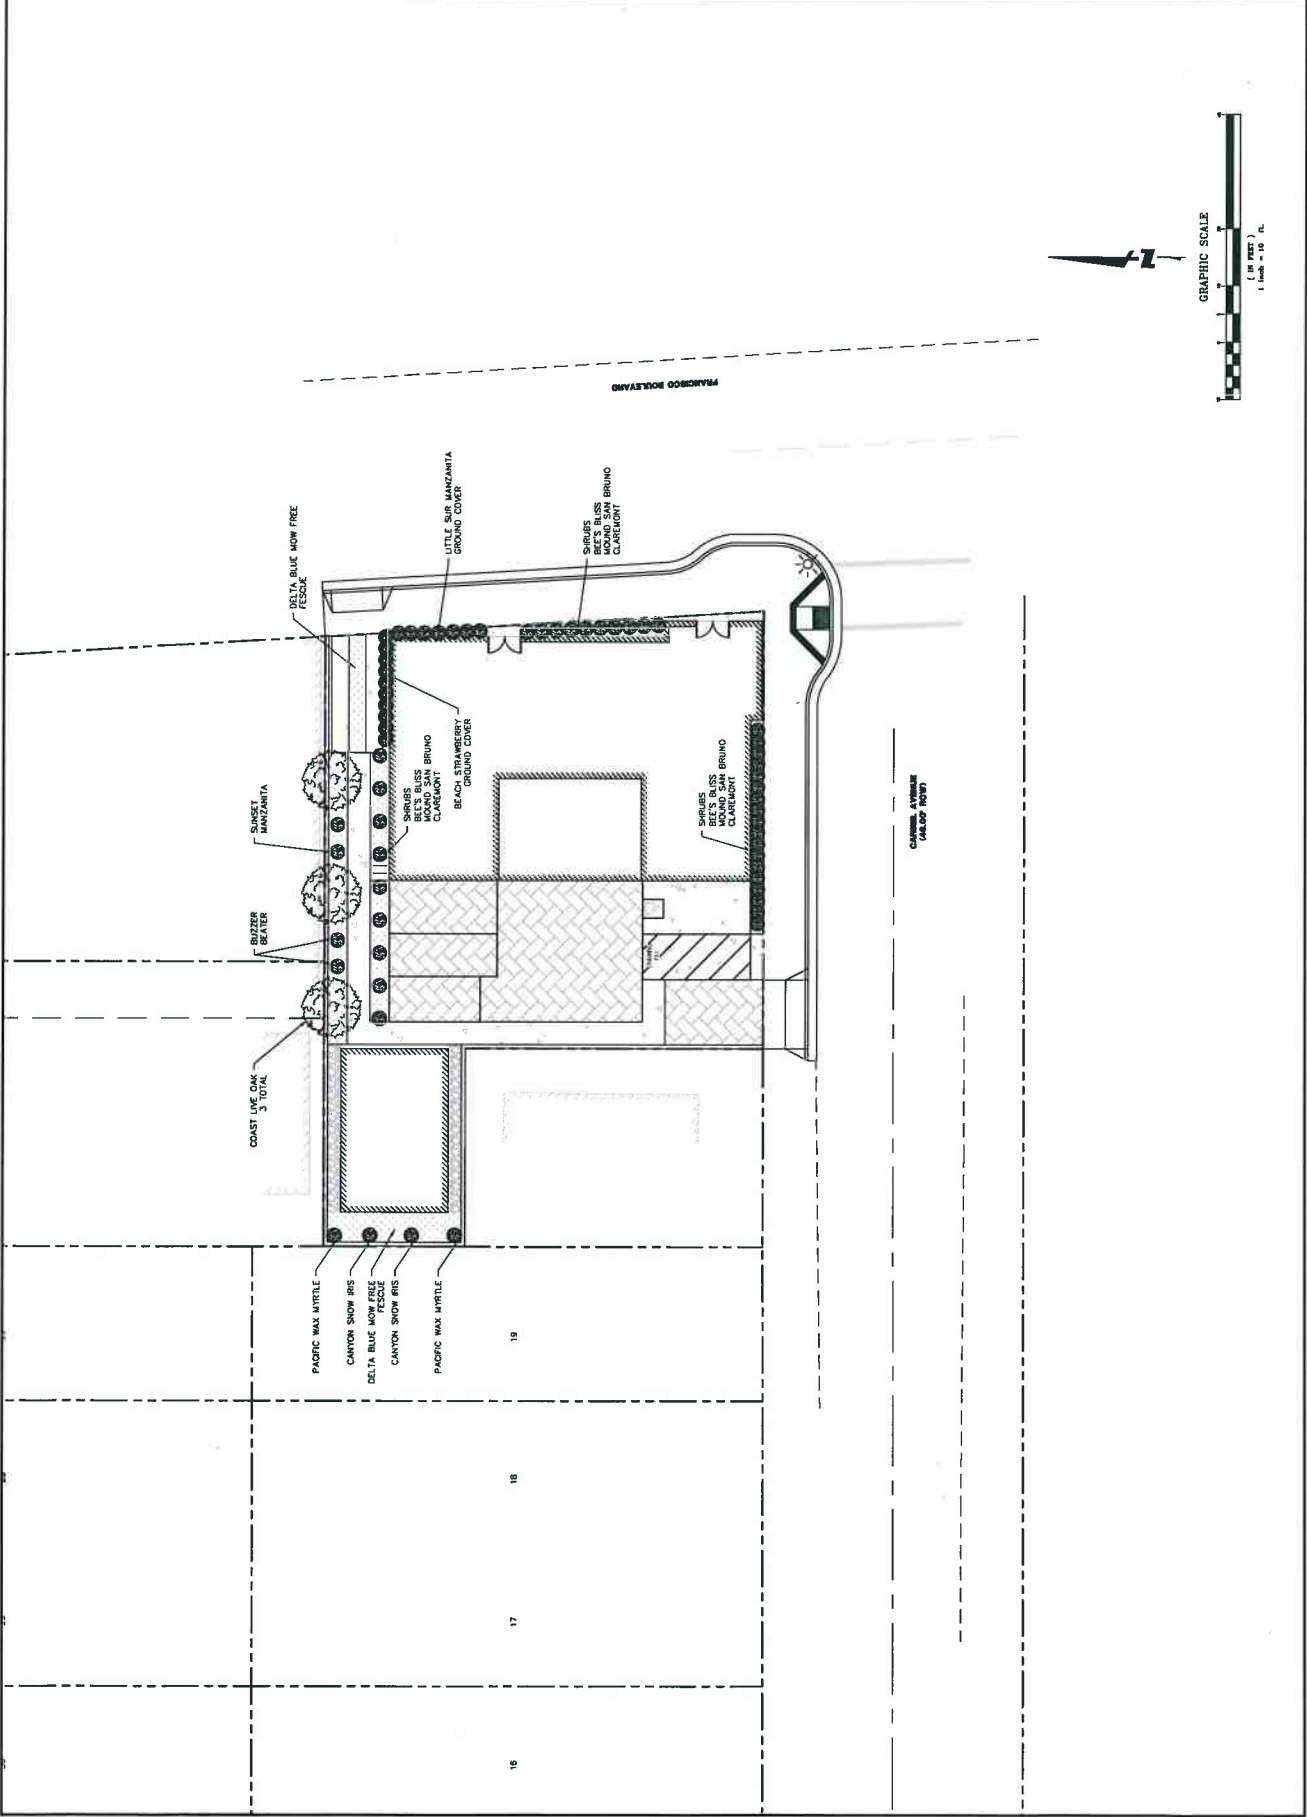 DELTA BLUE MOW FREE
FESCUE
LITTLE SUR MANZANITA
GROUND COVER
SHRUBS
BEE'S BLISS
MOUND SAN BRUNO
CLAREMONT
FRANCISCO BOULEVARD
SUNSET
MANZANITA
BUZZER
BEATER
COAST LIVE OAK
3 TOTAL
SHRUBS
BEE'S BLISS
MOUND SAN BRUNO
CLAREMONT
BEACH STRAWBERRY
GROUND COVER
SHRUBS
BEE'S BLISS
MOUND SAN BRUNO
CLAREMONT
PACIFIC WAX MYRTLE
CANYON SNOW IRIS
DELTA BLUE MOW FREE
FESCUE
CANYON SNOW IRIS
PACIFIC WAX MYRTLE
19
18
17
16
CARMEL AVENUE
N
GRAPHIC SCALE
( IN FEET )
1 inch = 10 ft.